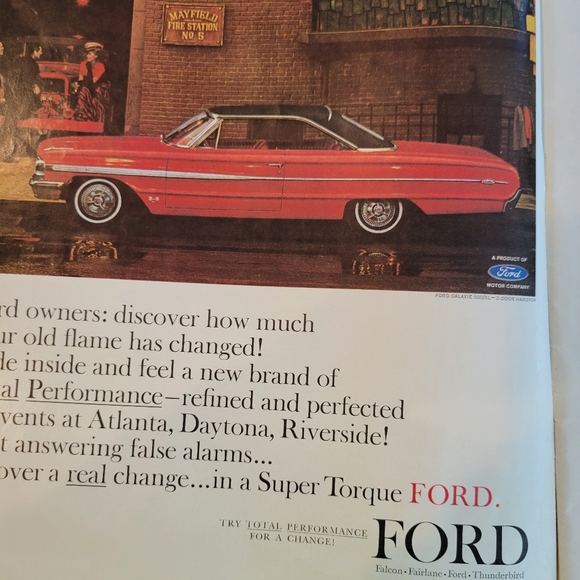 MAYFIELD
FIRE STATION
NO. 5
A PRODUCT OF
Ford
MOTOR COMPANY
FORD GALAXIE 500/XL—2-DOOR HARDTOP
rd owners: discover how much
ur old flame has changed!
de inside and feel a new brand of
al Performance—refined and perfected
vents at Atlanta, Daytona, Riverside!
t answering false alarms...
over a real change...in a Super Torque FORD.
TRY TOTAL PERFORMANCE
FOR A CHANGE!
FORD
Falcon • Fairlane • Ford • Thunderbird